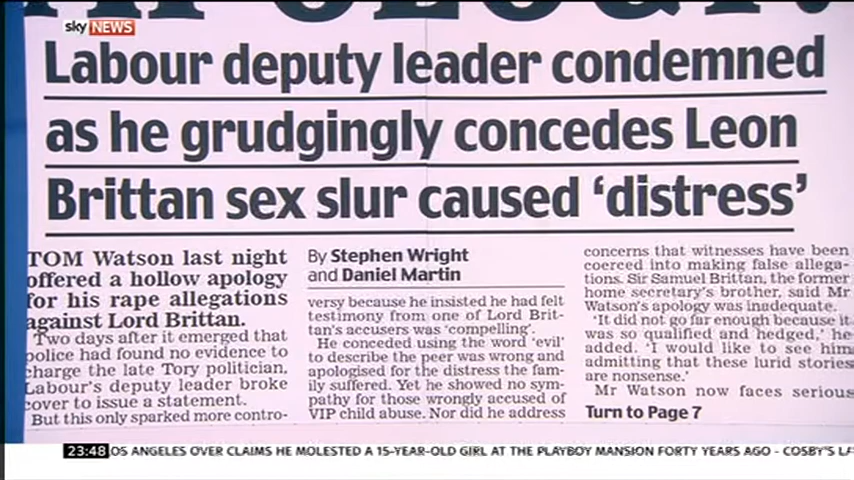 sky NEWS
Labour deputy leader condemned
as he grudgingly concedes Leon
Brittan sex slur caused ‘distress’
TOM Watson last night
offered a hollow apology
for his rape allegations
against Lord Brittan.
Two days after it emerged that
police had found no evidence to
charge the late Tory politician,
Labour’s deputy leader broke
cover to issue a statement.
But this only sparked more contro-
By Stephen Wright
and Daniel Martin
versy because he insisted he had felt
testimony from one of Lord Brit-
tan’s accusers was ‘compelling’.
He conceded using the word ‘evil’
to describe the peer was wrong and
apologised for the distress the fam-
ily suffered. Yet he showed no sym-
pathy for those wrongly accused of
VIP child abuse. Nor did he address
concerns that witnesses have been
coerced into making false allega-
tions. Sir Samuel Brittan, the former
home secretary’s brother, said Mr
Watson’s apology was inadequate.
‘It did not go far enough because it
was so qualified and hedged,’ he
added. ‘I would like to see him
admitting that these lurid stories
are nonsense.’
Mr Watson now faces serious
Turn to Page 7
23:48 OS ANGELES OVER CLAIMS HE MOLESTED A 15-YEAR-OLD GIRL AT THE PLAYBOY MANSION FORTY YEARS AGO - COSBY'S